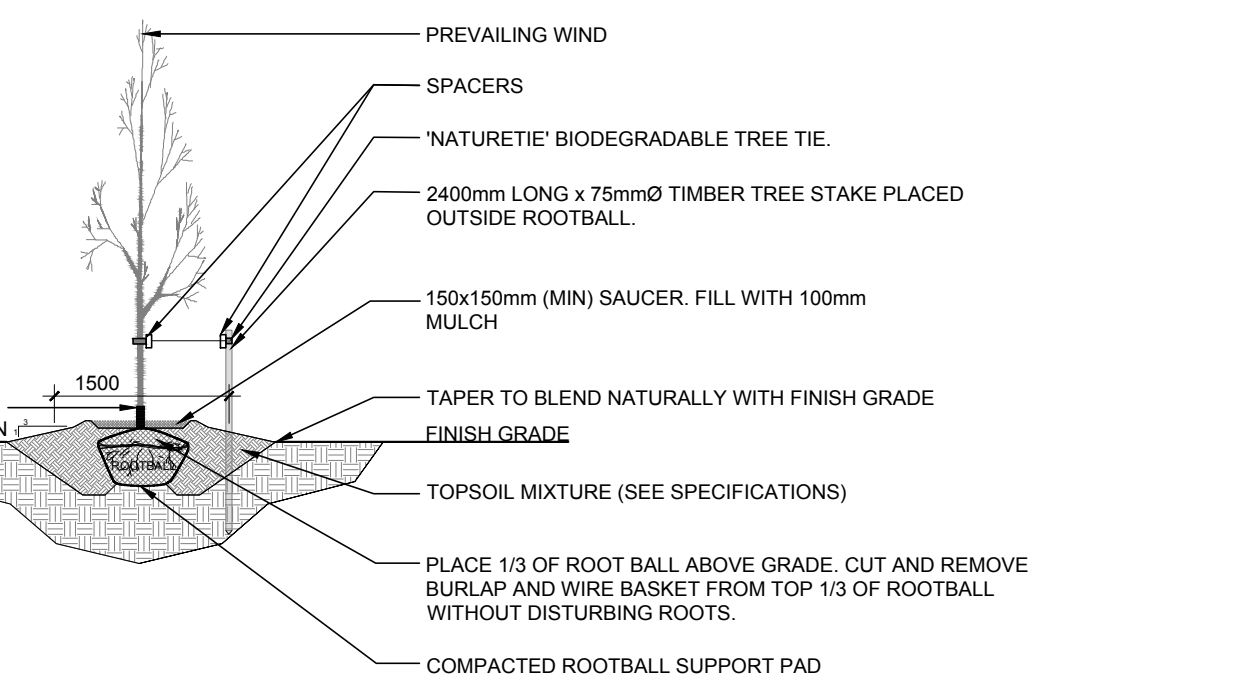 PREVAILING WIND
SPACERS
'NATURETIE' BIODEGRADABLE TREE TIE.
2400mm LONG x 75mmØ TIMBER TREE STAKE PLACED
OUTSIDE ROOTBALL.
150x150mm (MIN) SAUCER. FILL WITH 100mm
MULCH
1500
TAPER TO BLEND NATURALLY WITH FINISH GRADE
N
1
3
FINISH GRADE
ROOTBALL
TOPSOIL MIXTURE (SEE SPECIFICATIONS)
PLACE 1/3 OF ROOT BALL ABOVE GRADE. CUT AND REMOVE
BURLAP AND WIRE BASKET FROM TOP 1/3 OF ROOTBALL
WITHOUT DISTURBING ROOTS.
COMPACTED ROOTBALL SUPPORT PAD